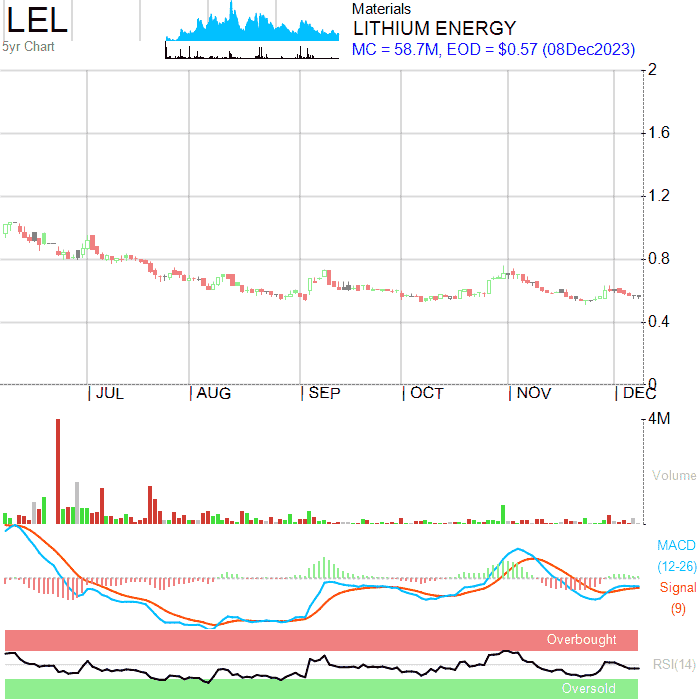 LEL
5yr Chart
Materials
LITHIUM ENERGY
MC = 58.7M, EOD = $0.57 (08Dec2023)
2
1.6
1.2
0.8
0.4
0
JUL AUG SEP OCT NOV DEC
4M
Volume
MACD
(12-26)
Signal
(9)
Overbought
RSI(14)
Oversold